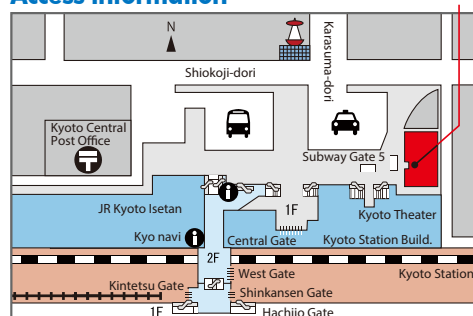 Access Information
N
Karasuma-dori
Shiokoji-dori
Kyoto Central
Post Office
Subway Gate 5
1F
JR Kyoto Isetan
Kyoto Theater
Kyo navi
Central Gate
Kyoto Station Build.
2F
West Gate
Kyoto Station
Kintetsu Gate
Shinkansen Gate
1F
Hachijo Gate